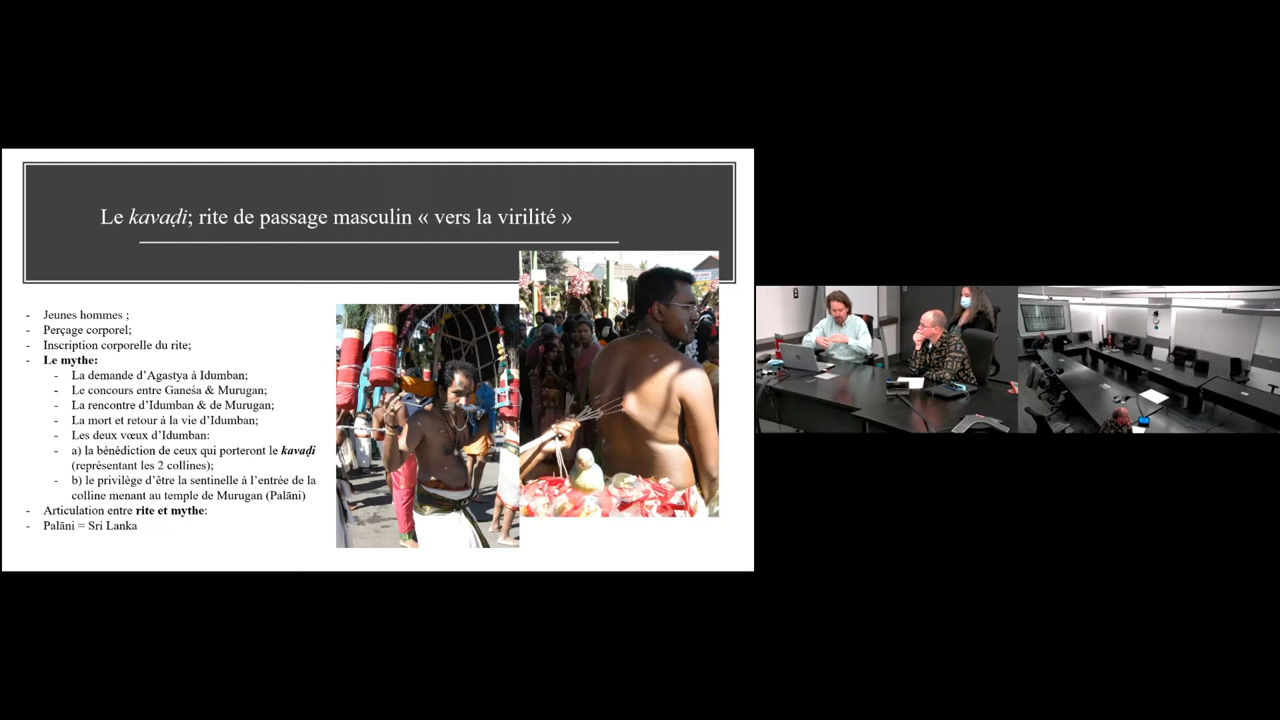 Le kavaḍi; rite de passage masculin « vers la virilité »
- Jeunes hommes ;
- Perçage corporel;
- Inscription corporelle du rite;
- Le mythe:
- La demande d’Agastya à Idumban;
- Le concours entre Ganeśa & Murugan;
- La rencontre d’Idumban & de Murugan;
- La mort et retour à la vie d’Idumban;
- Les deux vœux d’Idumban:
- a) la bénédiction de ceux qui porteront le kavaḍi
(représentant les 2 collines);
- b) le privilège d’être la sentinelle à l’entrée de la
colline menant au temple de Murugan (Palāni)
- Articulation entre rite et mythe:
- Palāni = Sri Lanka